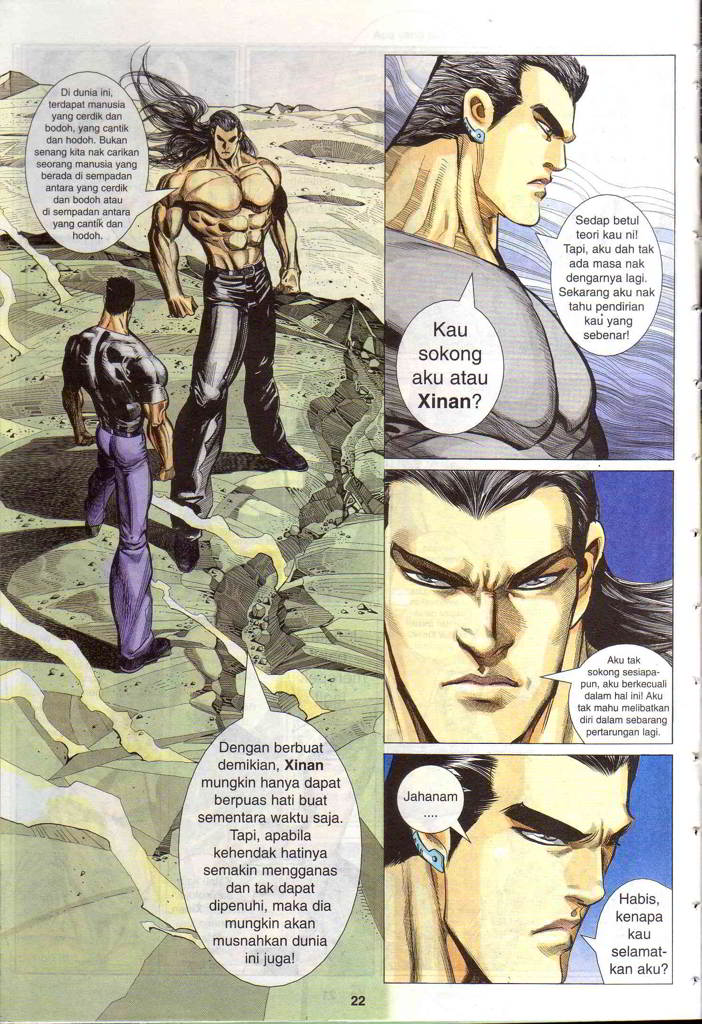 Di dunia ini,
terdapat manusia
yang cerdik dan
bodoh, yang cantik
dan hodoh. Bukan
senang kita nak carikan
seorang manusia yang
berada di sempadan
antara yang cerdik
dan bodoh atau
di sempadan antara
yang cantik dan
hodoh.
Dengan berbuat
demikian, Xinan
mungkin hanya dapat
berpuas hati buat
sementara waktu saja.
Tapi, apabila
kehendak hatinya
semakin mengganas
dan tak dapat
dipenuhi, maka dia
mungkin akan
musnahkan dunia
ini juga!
Sedap betul
teori kau ni!
Tapi, aku dah tak
ada masa nak
dengarnya lagi.
Sekarang aku nak
tahu pendirian
kau yang
sebenar!
Kau
sokong
aku atau
Xinan?
Aku tak
sokong sesiapa-
pun, aku berkecuali
dalam hal ini! Aku
tak mahu melibatkan
diri dalam sebarang
pertarungan lagi.
Jahanam
....
Habis,
kenapa
kau
selamat-
kan aku?
22